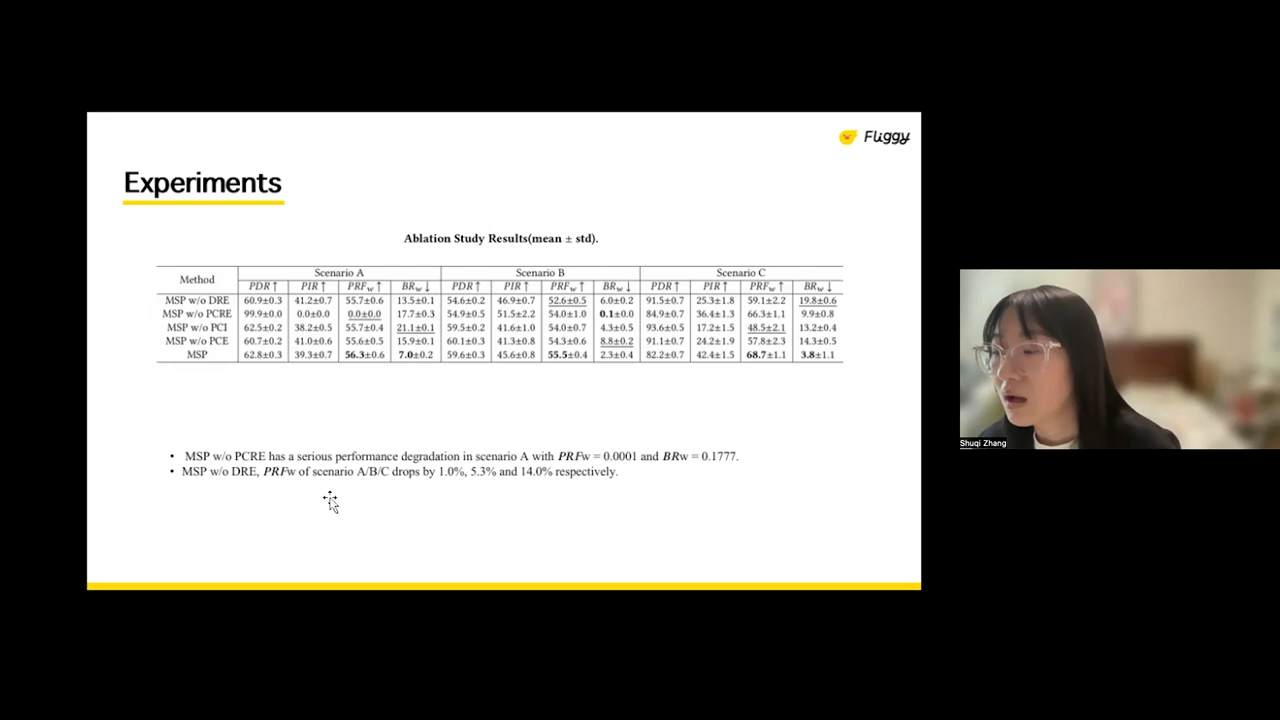 Fliggy
Experiments
Ablation Study Results(mean ± std).
Method Scenario A Scenario B Scenario C
PDR↑ PIR↑ PRFw↑ BRw↓ PDR↑ PIR↑ PRFw↑ BRw↓ PDR↑ PIR↑ PRFw↑ BRw↓
MSP w/o DRE 60.9±0.3 41.2±0.7 55.7±0.6 13.5±0.1 54.6±0.2 46.9±0.7 52.6±0.5 6.0±0.2 91.5±0.7 25.3±1.8 59.1±2.2 19.8±0.6
MSP w/o PCRE 99.9±0.0 0.0±0.0 0.0±0.0 17.7±0.3 54.9±0.5 51.5±2.2 54.0±1.0 0.1±0.0 84.9±0.7 36.4±1.3 66.3±1.1 9.9±0.8
MSP w/o PCI 62.5±0.2 38.2±0.5 55.7±0.4 21.1±0.1 59.5±0.2 41.6±1.0 54.0±0.7 4.3±0.5 93.6±0.5 17.2±1.5 48.5±2.1 13.2±0.4
MSP w/o PCE 60.7±0.2 41.0±0.6 55.6±0.5 15.9±0.1 60.1±0.3 41.3±0.8 54.3±0.6 8.8±0.2 91.1±0.7 24.2±1.9 57.8±2.3 14.3±0.5
MSP 62.8±0.3 39.3±0.7 56.3±0.6 7.0±0.2 59.6±0.3 45.6±0.8 55.5±0.4 2.3±0.4 82.2±0.7 42.4±1.5 68.7±1.1 3.8±1.1
• MSP w/o PCRE has a serious performance degradation in scenario A with PRFw = 0.0001 and BRw = 0.1777.
• MSP w/o DRE, PRFw of scenario A/B/C drops by 1.0%, 5.3% and 14.0% respectively.
Shuqi Zhang